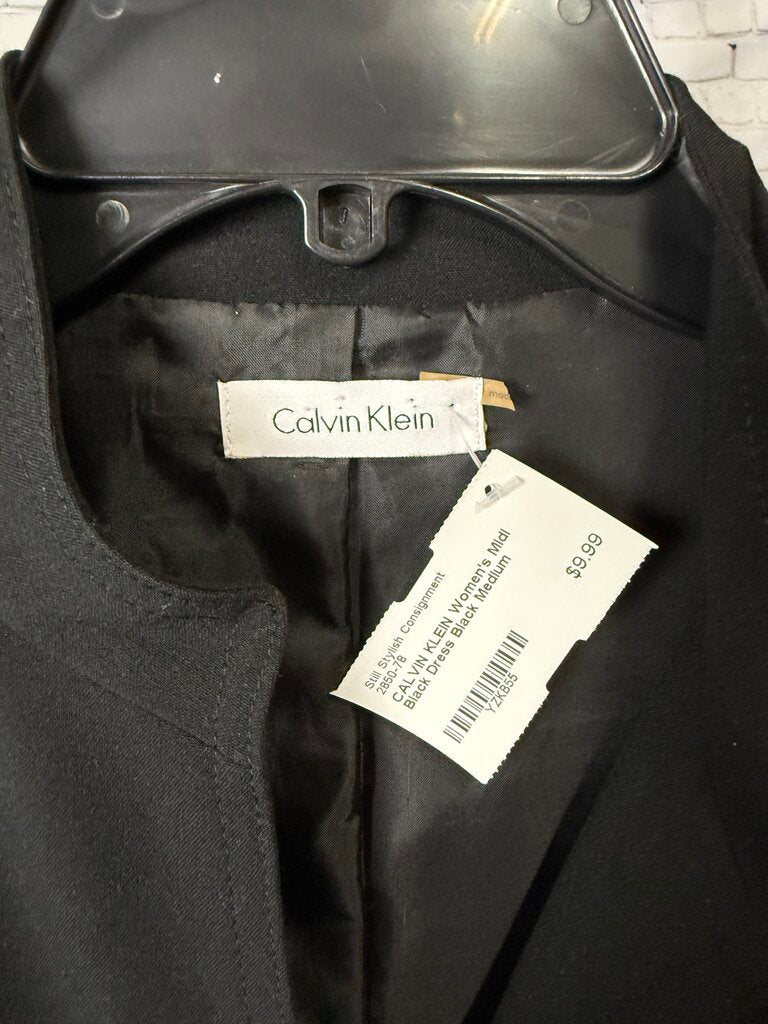 Calvin Klein
Still Stylish Consignment
2850-78
CALVIN KLEIN Women's Midi
Black Dress Black Medium
YZKB55
$9.99